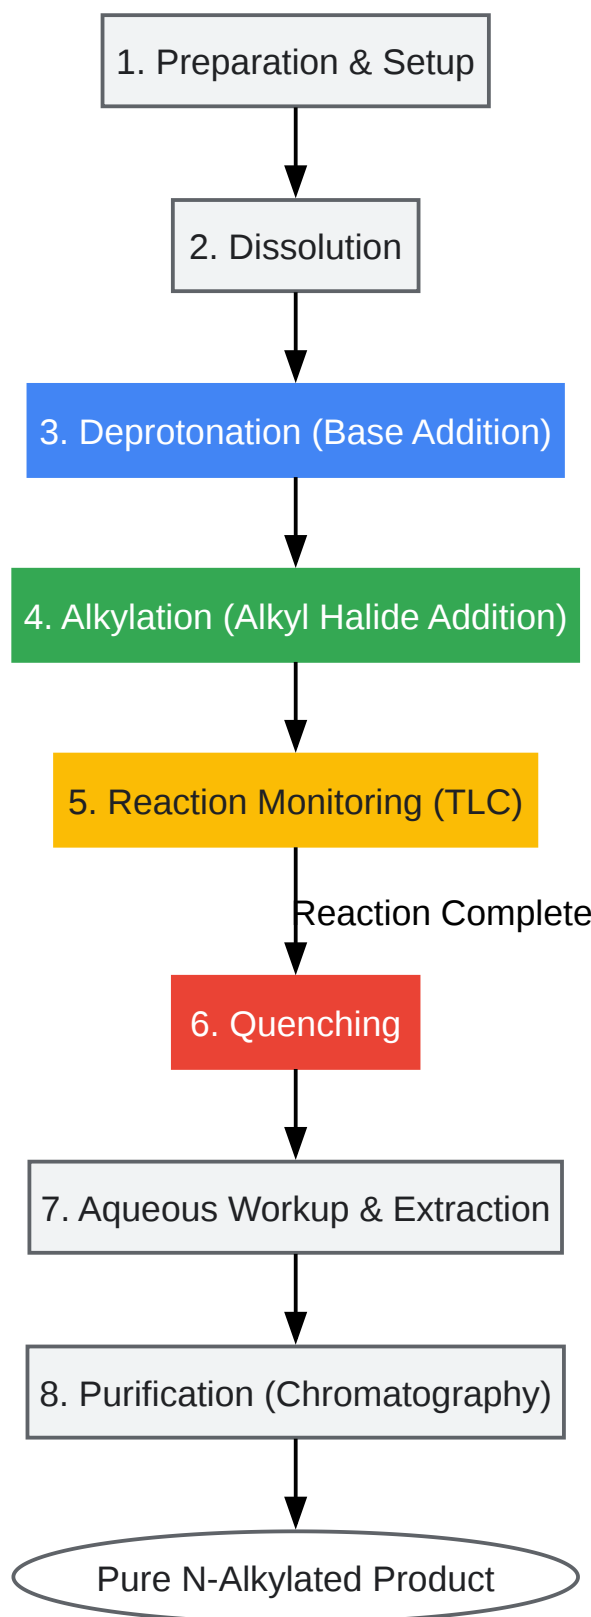 1. Preparation & Setup
2. Dissolution
3. Deprotonation (Base Addition)
4. Alkylation (Alkyl Halide Addition)
5. Reaction Monitoring (TLC)
Reaction Complete
6. Quenching
7. Aqueous Workup & Extraction
8. Purification (Chromatography)
Pure N-Alkylated Product